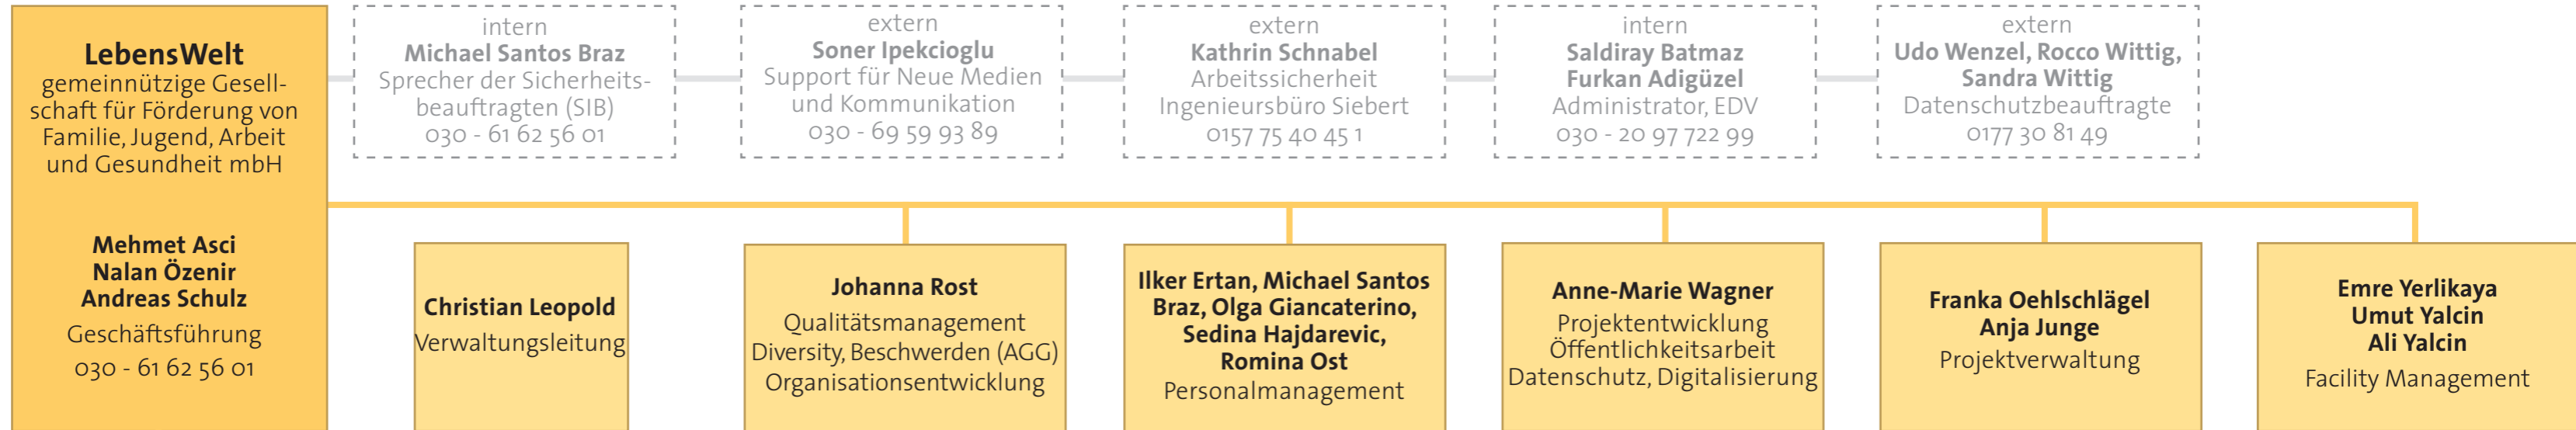 LebensWelt
gemeinnützige Gesell-
schaft für Förderung von
Familie, Jugend, Arbeit
und Gesundheit mbH
Mehmet Asci
Nalan Özenir
Andreas Schulz
Geschäftsführung
030 - 61 62 56 01
intern
Michael Santos Braz
Sprecher der Sicherheits-
beauftragten (SIB)
030 - 61 62 56 01
extern
Soner Ipekcioglu
Support für Neue Medien
und Kommunikation
030 - 69 59 93 89
extern
Kathrin Schnabel
Arbeitssicherheit
Ingenieursbüro Siebert
0157 75 40 45 1
intern
Saldiray Batmaz
Furkan Adigüzel
Administrator, EDV
030 - 20 97 722 99
extern
Udo Wenzel, Rocco Wittig,
Sandra Wittig
Datenschutzbeauftragte
0177 30 81 49
Christian Leopold
Verwaltungsleitung
Johanna Rost
Qualitätsmanagement
Diversity, Beschwerden (AGG)
Organisationsentwicklung
Ilker Ertan, Michael Santos
Braz, Olga Giancaterino,
Sedina Hajdarevic,
Romina Ost
Personalmanagement
Anne-Marie Wagner
Projektentwicklung
Öffentlichkeitsarbeit
Datenschutz, Digitalisierung
Franka Oehlschlägel
Anja Junge
Projektverwaltung
Emre Yerlikaya
Umut Yalcin
Ali Yalcin
Facility Management